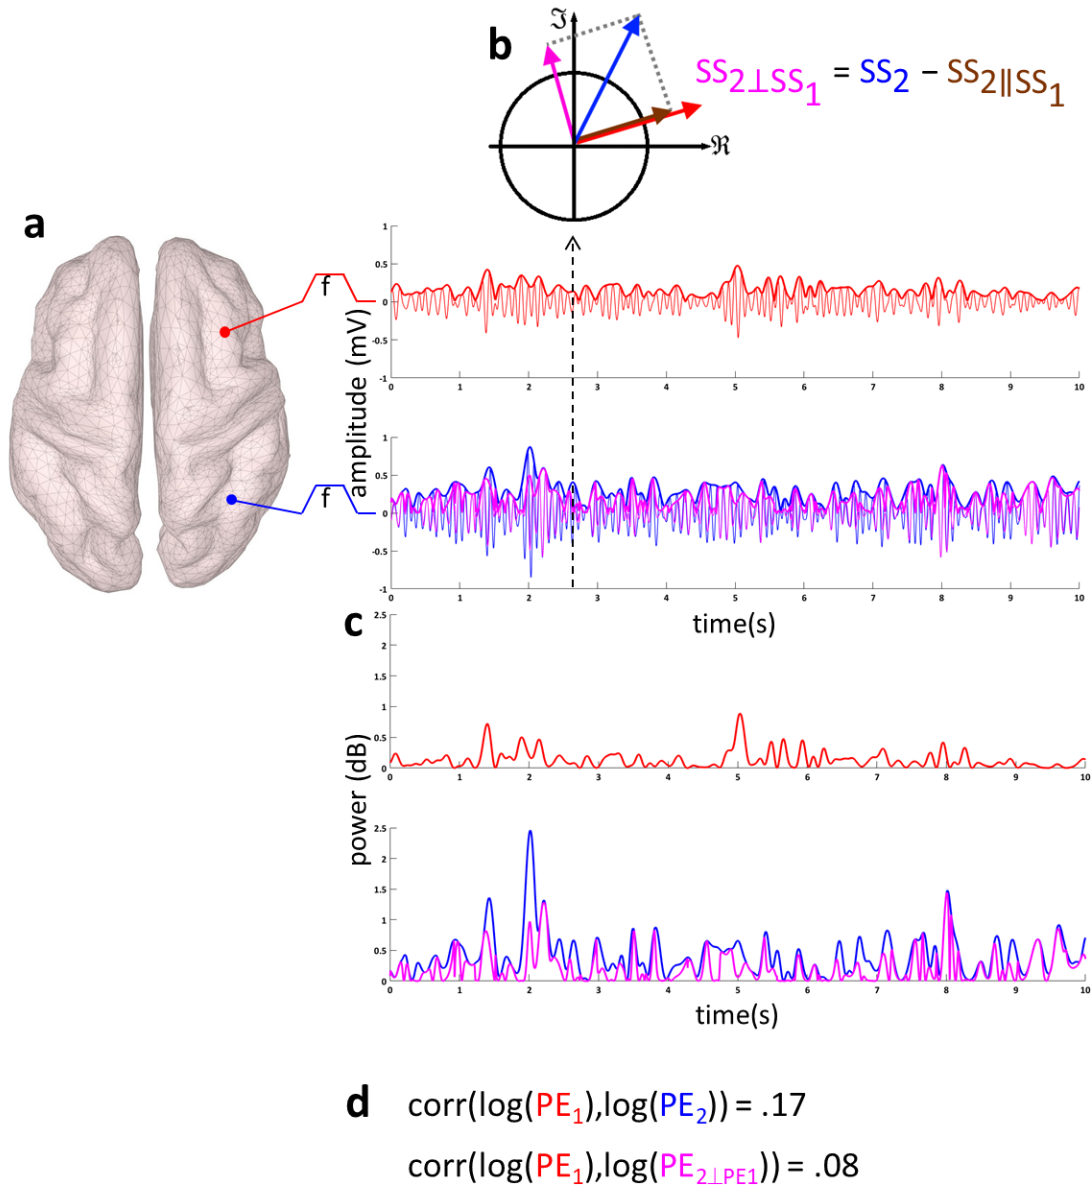 b
ℑ
ℜ
SS2⊥SS1 = SS2 − SS2∥SS1
a
f
f
amplitude (mV)
1
0.5
0
-0.5
-1
0 1 2 3 4 5 6 7 8 9 10
1
0.5
0
-0.5
-1
0 1 2 3 4 5 6 7 8 9 10
time(s)
c
power (dB)
2.5
2
1.5
1
0.5
0
0 1 2 3 4 5 6 7 8 9 10
2.5
2
1.5
1
0.5
0
0 1 2 3 4 5 6 7 8 9 10
time(s)
d
corr(log(PE1),log(PE2)) = .17
corr(log(PE1),log(PE2⊥PE1)) = .08